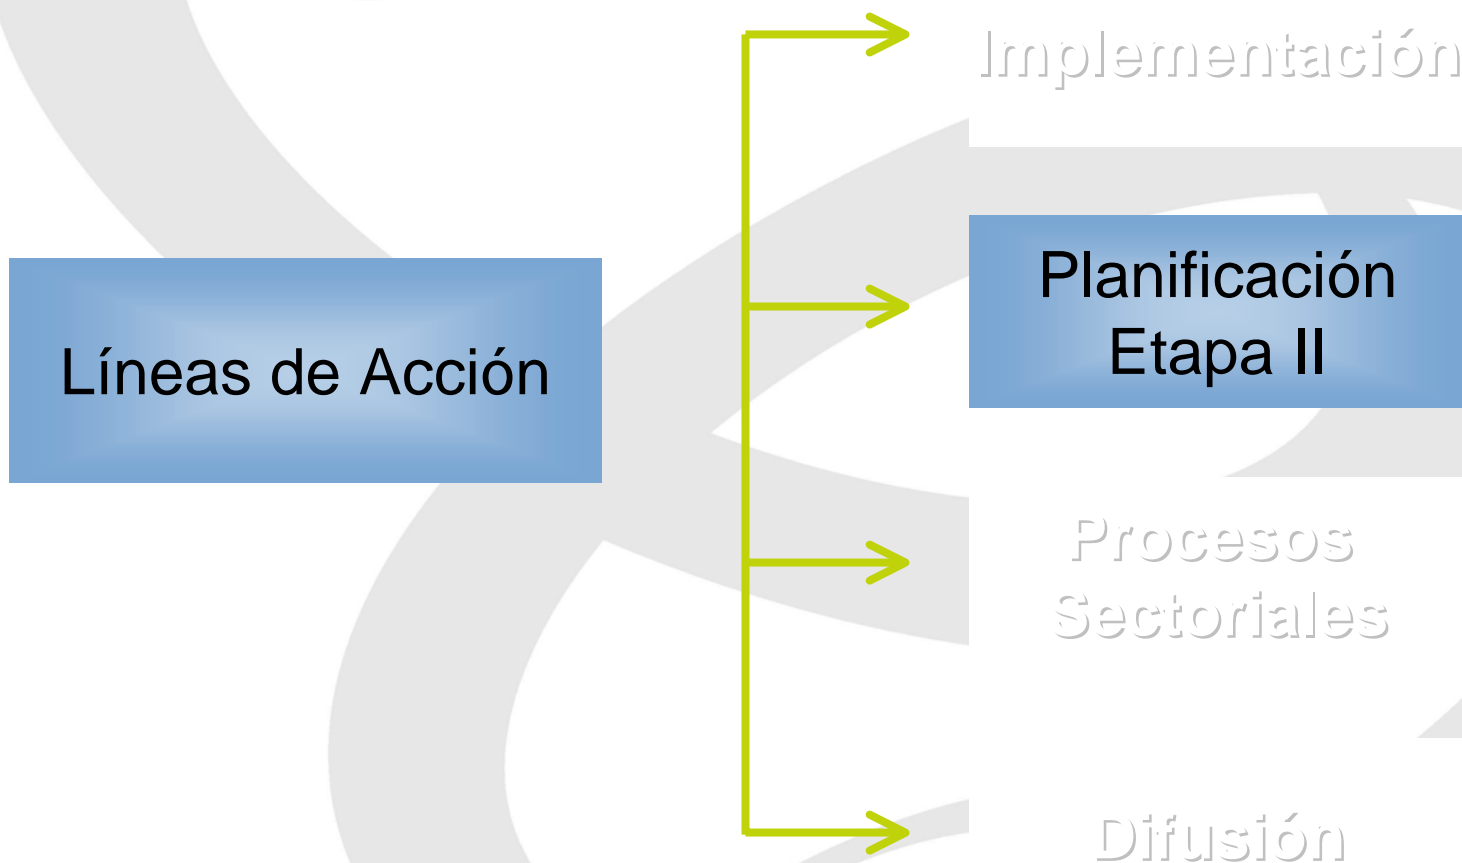 Líneas de Acción
Implementación
Planificación
Etapa II
Procesos
Sectoriales
Difusión